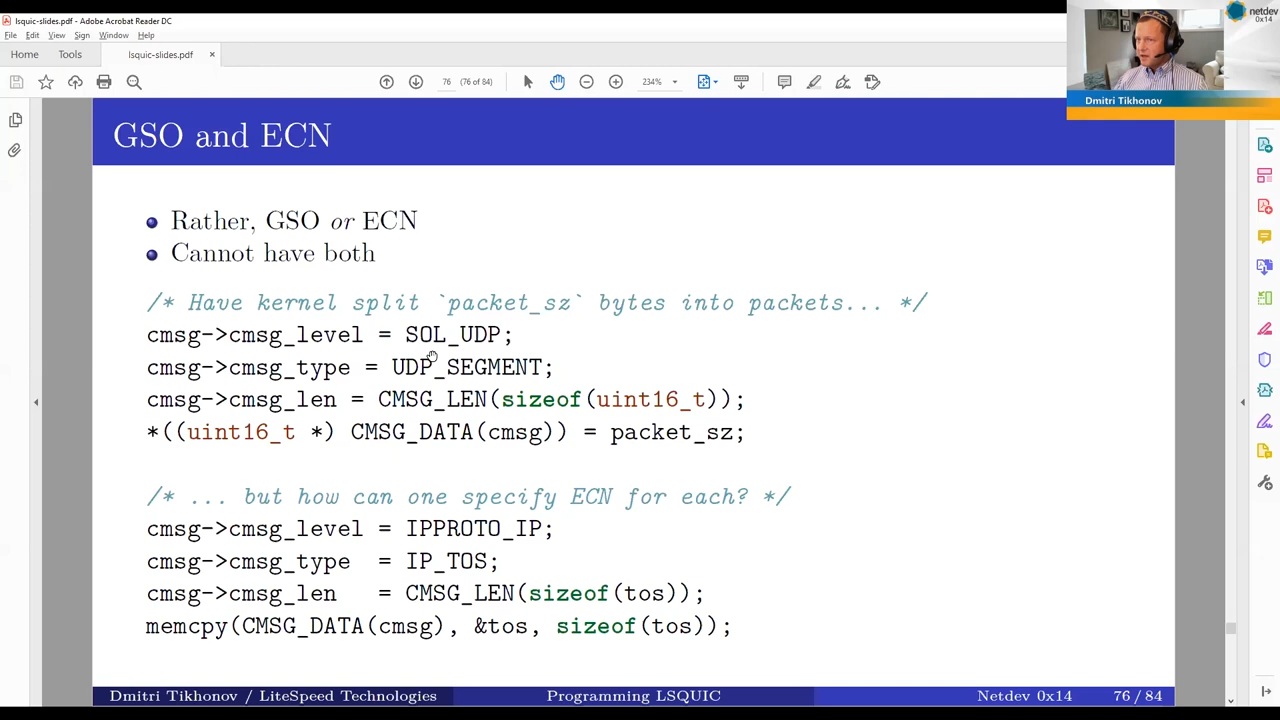 lsquic-slides.pdf - Adobe Acrobat Reader DC
File Edit View Sign Window Help
Home Tools lsquic-slides.pdf ×
76 (76 of 84) 234%
netdev
0x14
Dmitri Tikhonov
GSO and ECN
Rather, GSO or ECN
Cannot have both
/* Have kernel split `packet_sz` bytes into packets... */
cmsg->cmsg_level = SOL_UDP;
cmsg->cmsg_type = UDP_SEGMENT;
cmsg->cmsg_len = CMSG_LEN(sizeof(uint16_t));
*((uint16_t *) CMSG_DATA(cmsg)) = packet_sz;
/* ... but how can one specify ECN for each? */
cmsg->cmsg_level = IPPROTO_IP;
cmsg->cmsg_type = IP_TOS;
cmsg->cmsg_len = CMSG_LEN(sizeof(tos));
memcpy(CMSG_DATA(cmsg), &tos, sizeof(tos));
Dmitri Tikhonov / LiteSpeed Technologies Programming LSQUIC Netdev 0x14 76 / 84